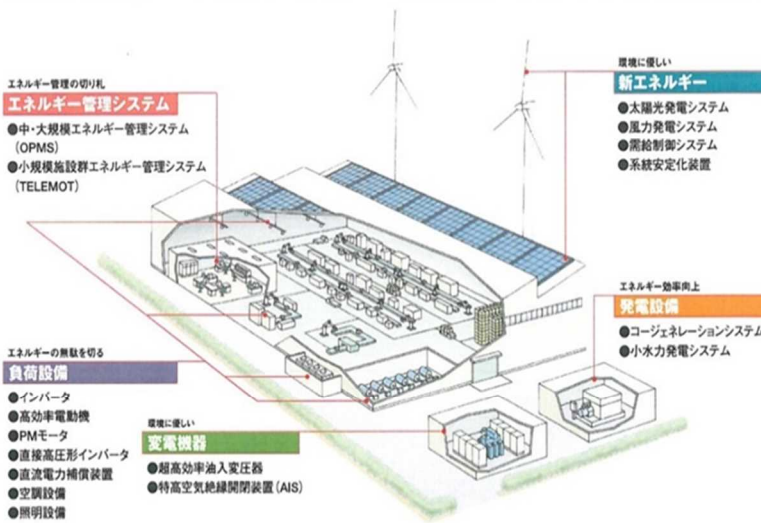 エネルギー管理の切り札
エネルギー管理システム
●中・大規模エネルギー管理システム
(OPMS)
●小規模施設群エネルギー管理システム
(TELEMOT)
環境に優しい
新エネルギー
●太陽光発電システム
●風力発電システム
●需給制御システム
●系統安定化装置
エネルギー効率向上
発電設備
●コージェネレーションシステム
●小水力発電システム
エネルギーの無駄を切る
負荷設備
●インバータ
●高効率電動機
●PMモータ
●直接高圧形インバータ
●直流電力補償装置
●空調設備
●照明設備
環境に優しい
変電機器
●超高効率油入変圧器
●特高空気絶縁開閉装置(AIS)